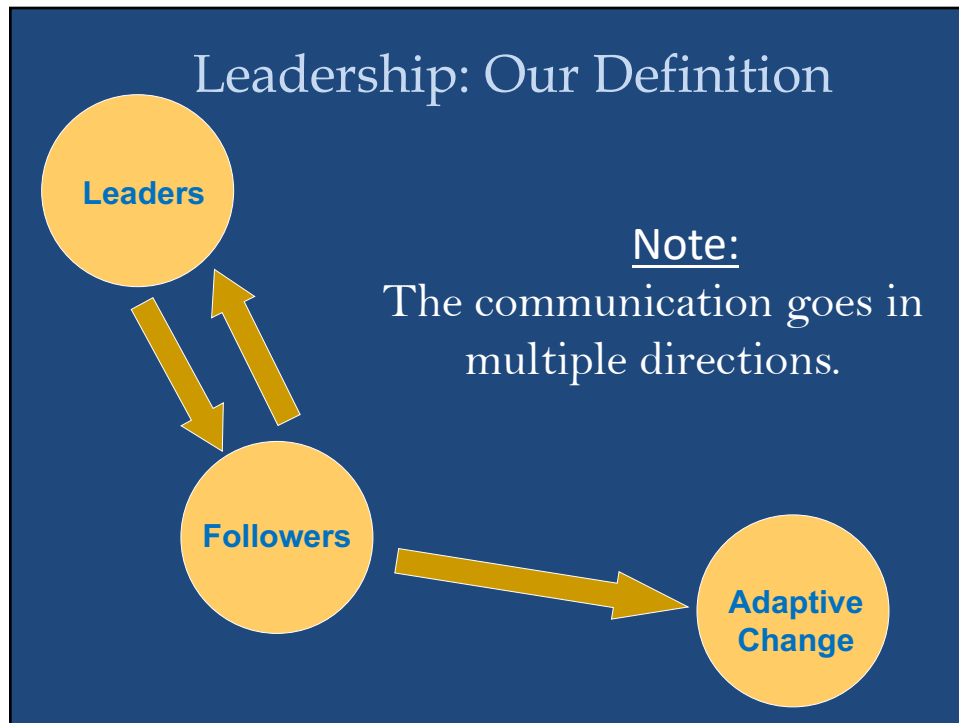 Leadership: Our Definition
Leaders
Note:
The communication goes in
multiple directions.
Followers
Adaptive
Change